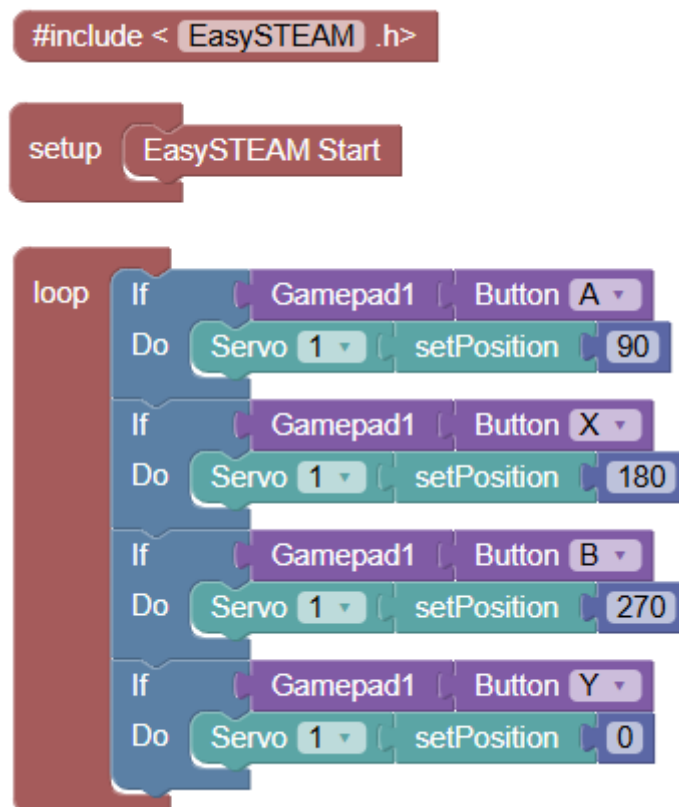 #include < EasySTEAM .h>
setup EasySTEAM Start
loop If Gamepad1 Button A
Do Servo 1 setPosition 90
If Gamepad1 Button X
Do Servo 1 setPosition 180
If Gamepad1 Button B
Do Servo 1 setPosition 270
If Gamepad1 Button Y
Do Servo 1 setPosition 0